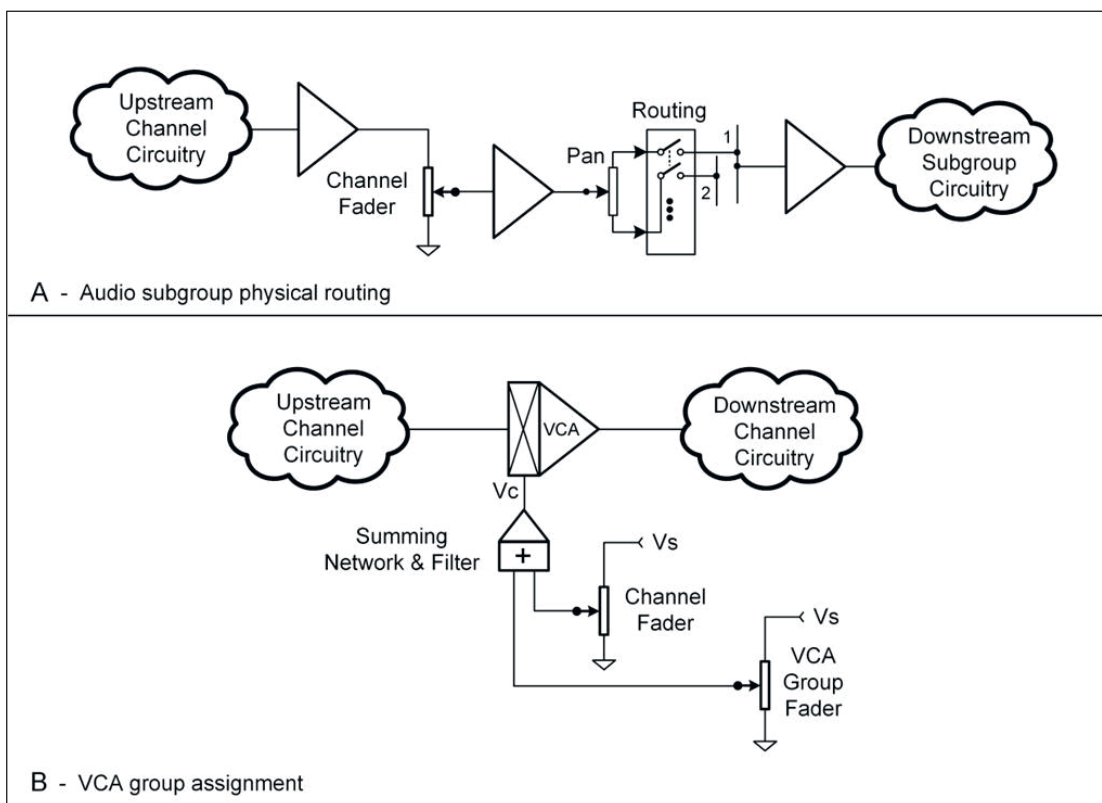 Upstream
Channel
Circuitry
Channel
Fader
Pan
Routing
1
2
Downstream
Subgroup
Circuitry
A - Audio subgroup physical routing
Upstream
Channel
Circuitry
VCA
Downstream
Channel
Circuitry
Vc
Summing
Network & Filter
+
Vs
Channel
Fader
Vs
VCA
Group
Fader
B - VCA group assignment